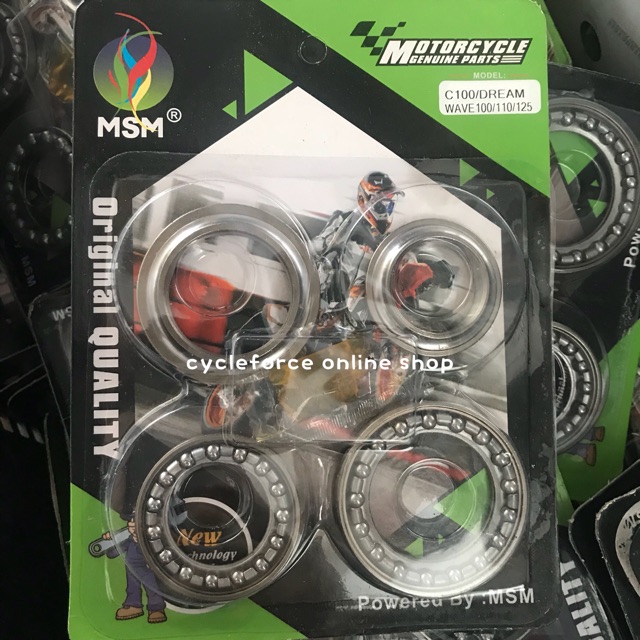 MSM®
MOTORCYCLE
GENUINE PARTS
MODEL:
C100/DREAM
WAVE100/110/125
Original QUALITY
cycleforce online shop
New
Technology
Powered By :MSM
MSM